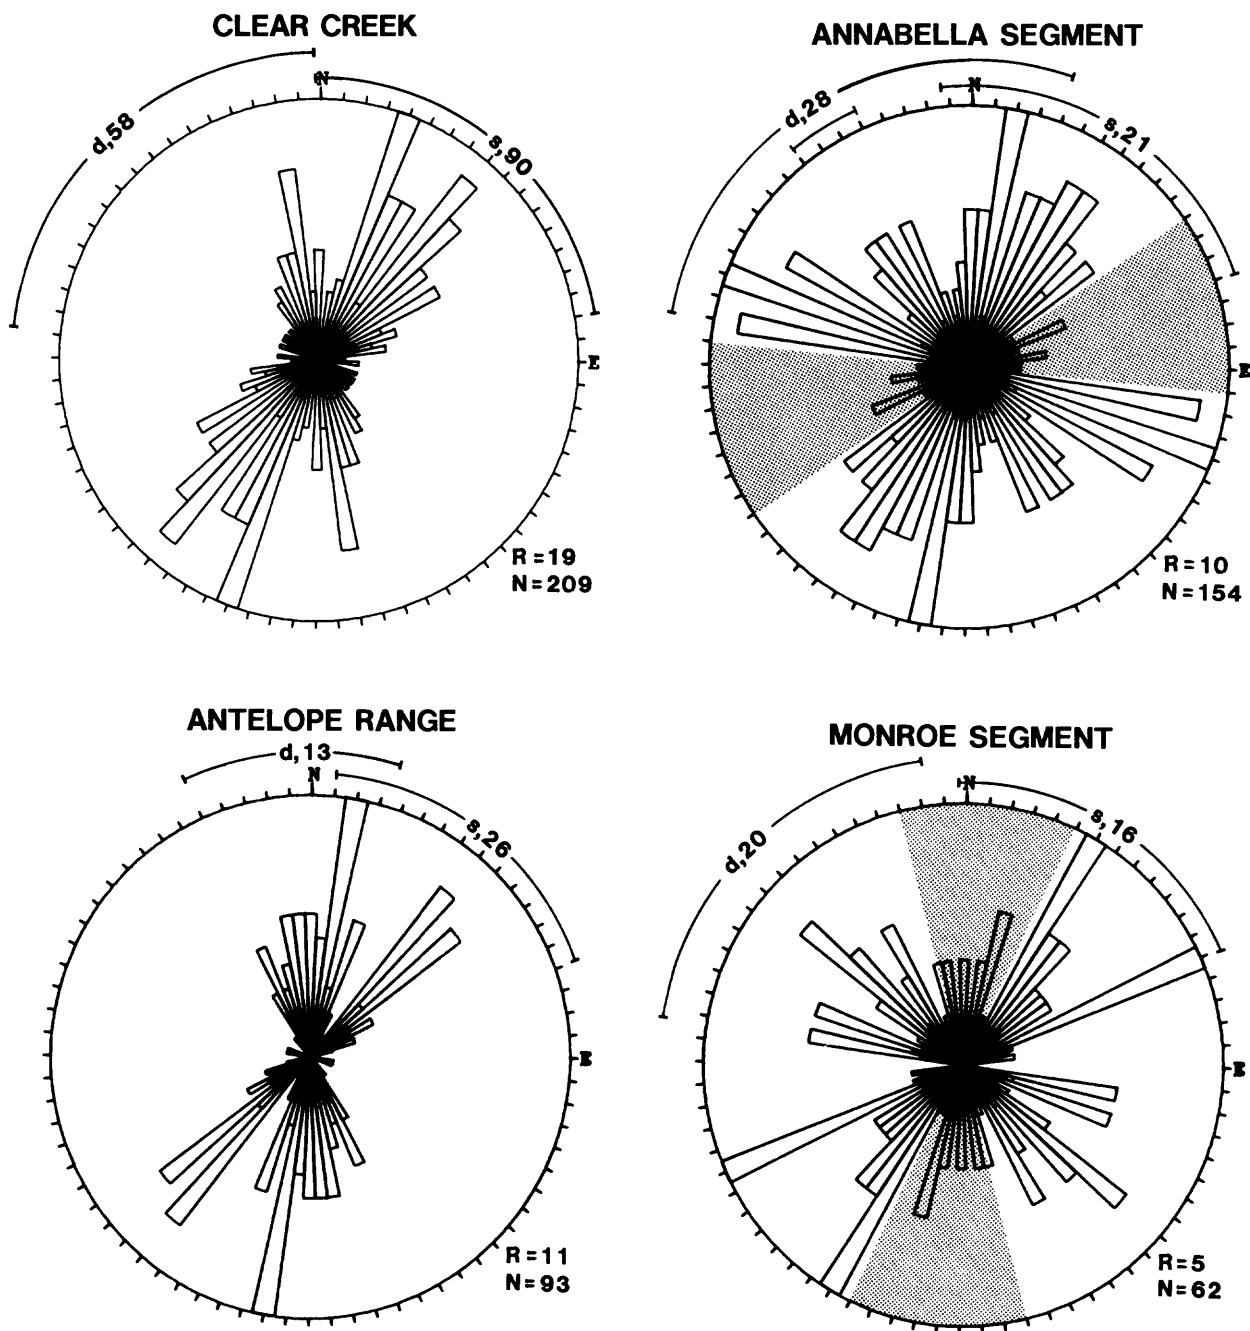 CLEAR CREEK
N
d,58
s,90
E
R=19
N=209
ANNABELLA SEGMENT
N
d,28
s,21
E
R=10
N=154
ANTELOPE RANGE
d,13
N
s,26
E
R=11
N=93
MONROE SEGMENT
N
d,20
s,16
E
R=5
N=62